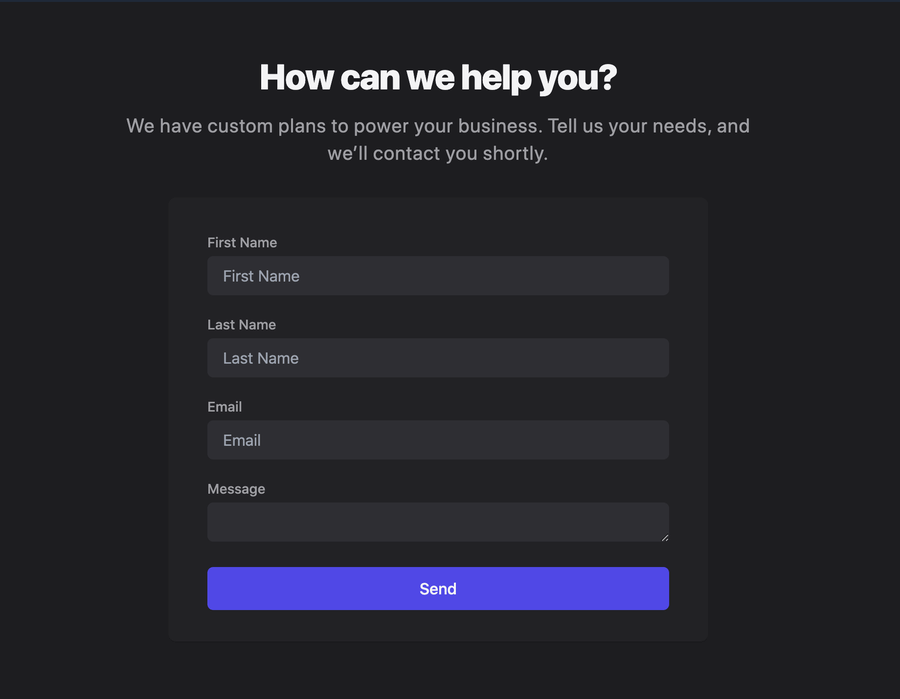 How can we help you?
We have custom plans to power your business. Tell us your needs, and
we’ll contact you shortly.
First Name
First Name
Last Name
Last Name
Email
Email
Message
Send